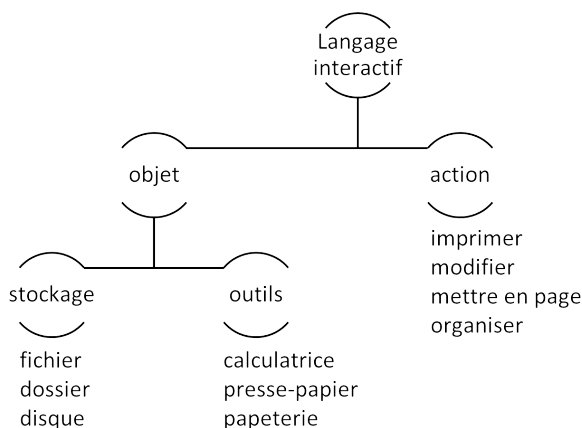 Langage
interactif
objet
action
imprimer
modifier
mettre en page
organiser
stockage
outils
fichier
dossier
disque
calculatrice
presse-papier
papeterie